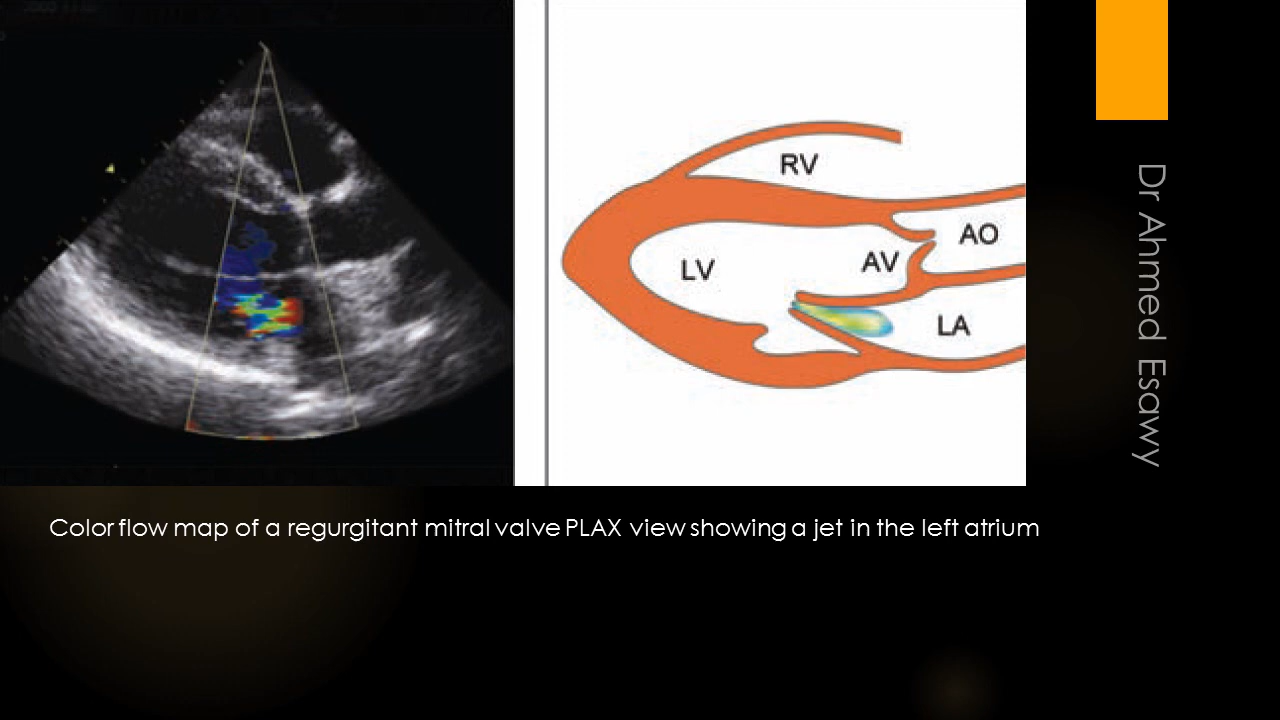 RV
AO
AV
LV
LA
Dr Ahmed Esawy
Color flow map of a regurgitant mitral valve PLAX view showing a jet in the left atrium